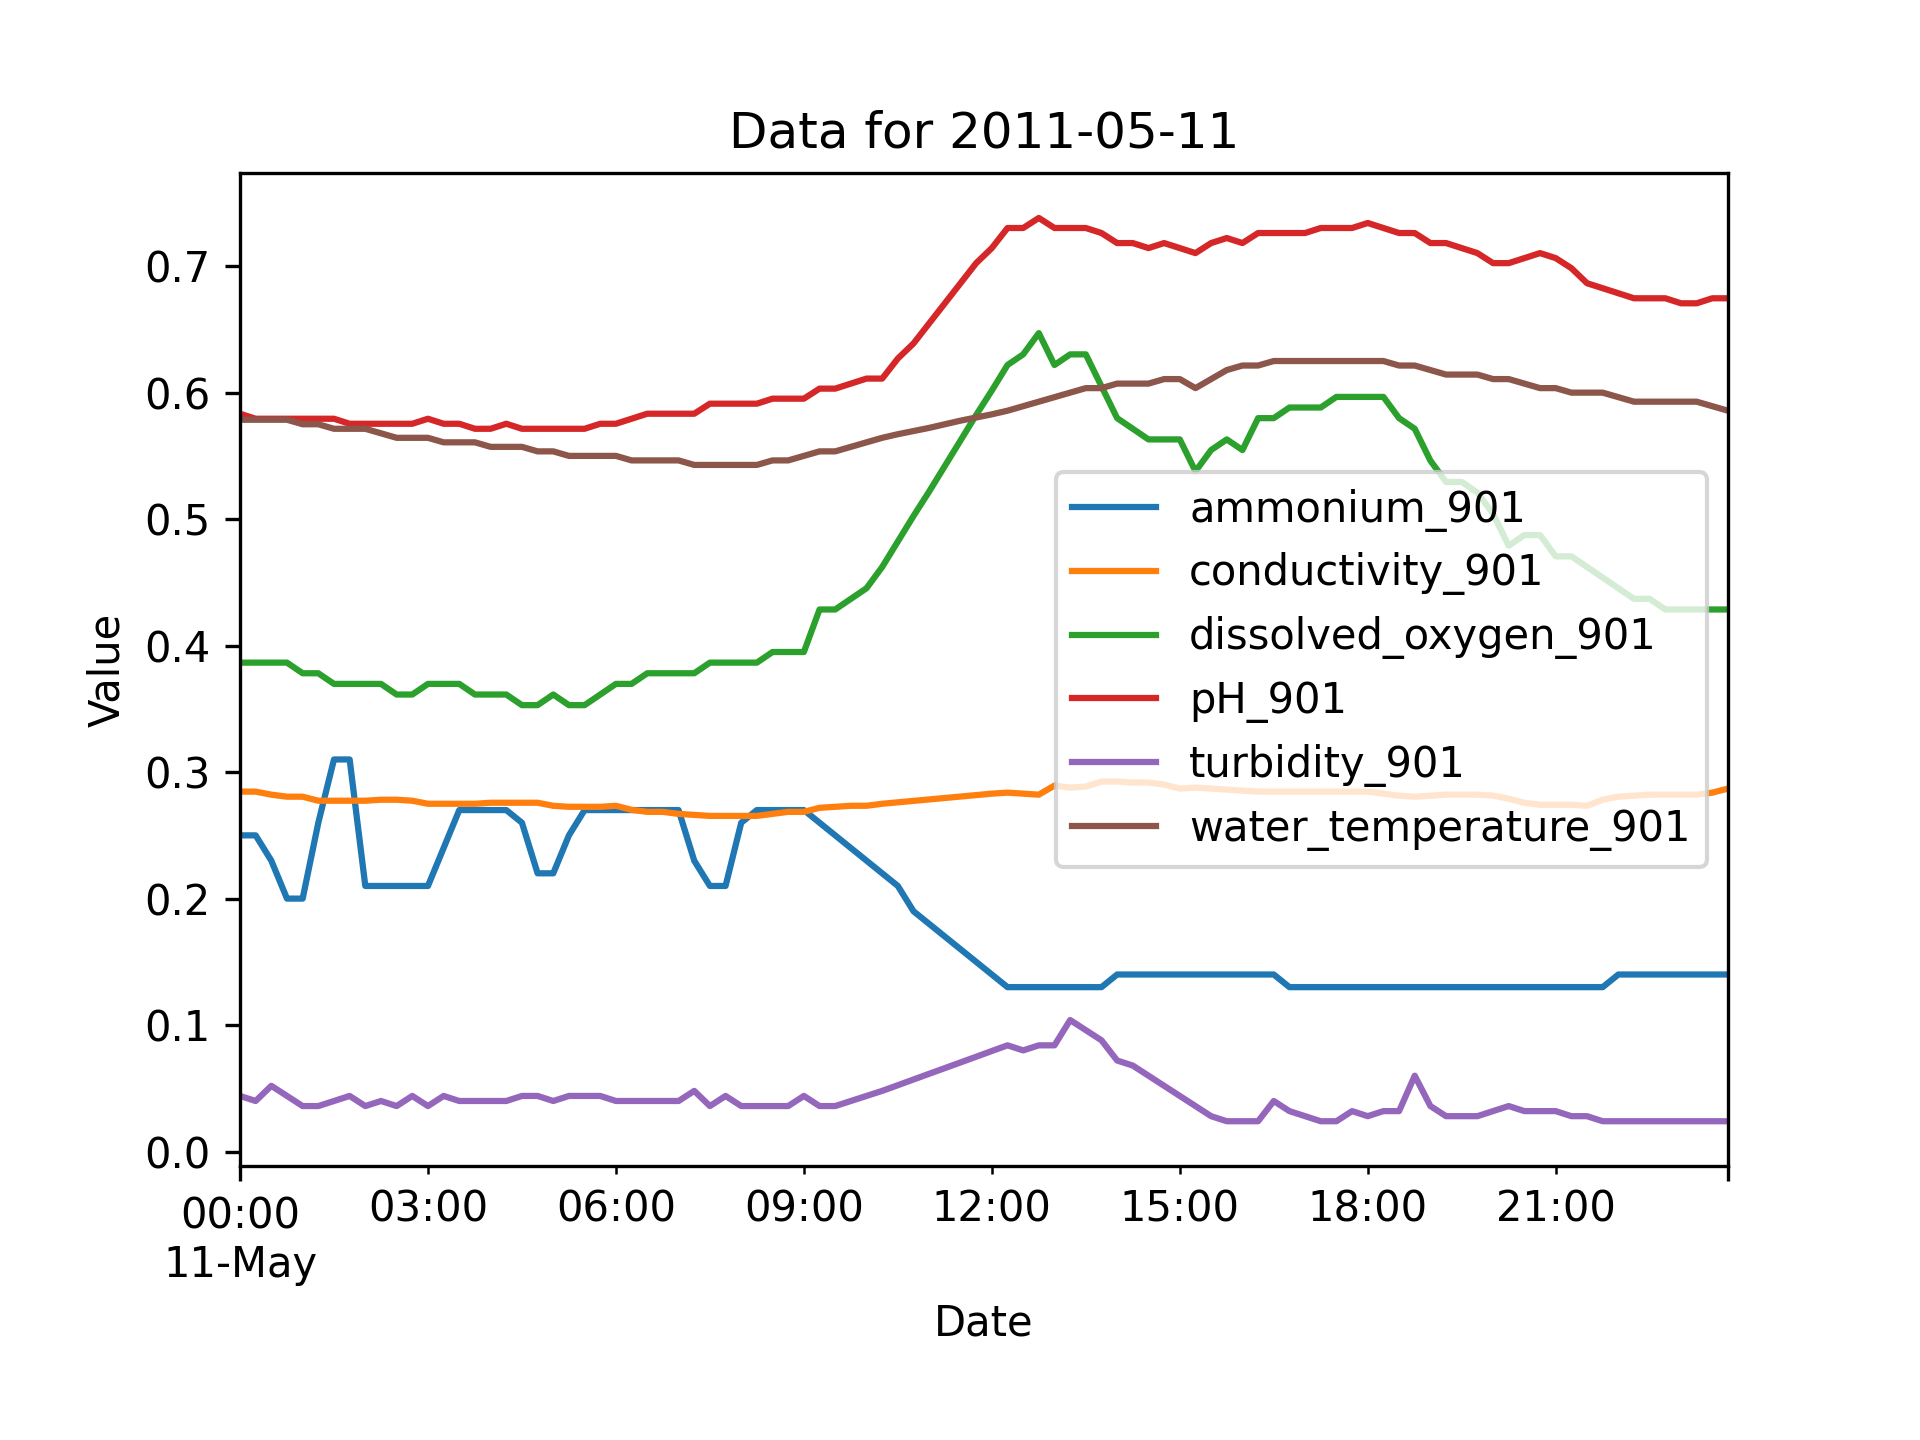 Data for 2011-05-11
Value
0.7
0.6
0.5
0.4
0.3
0.2
0.1
0.0
ammonium_901
conductivity_901
dissolved_oxygen_901
pH_901
turbidity_901
water_temperature_901
00:00 03:00 06:00 09:00 12:00 15:00 18:00 21:00
11-May
Date